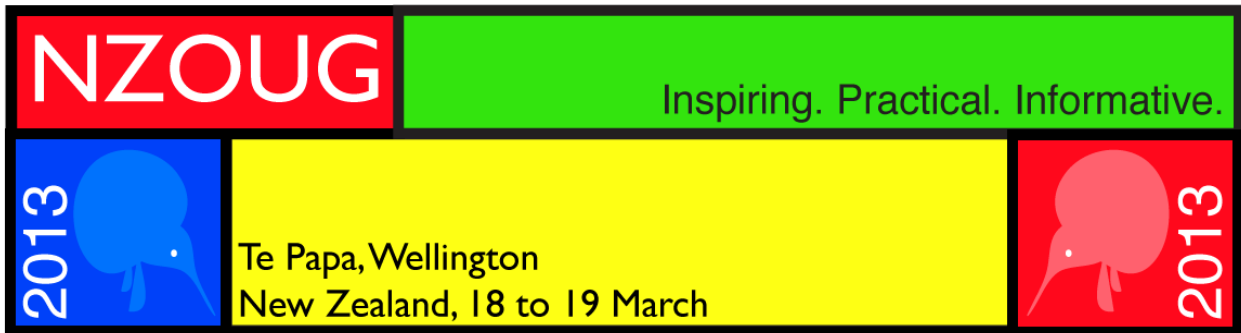 NZOUG
Inspiring. Practical. Informative.
2013
Te Papa, Wellington
New Zealand, 18 to 19 March
2013